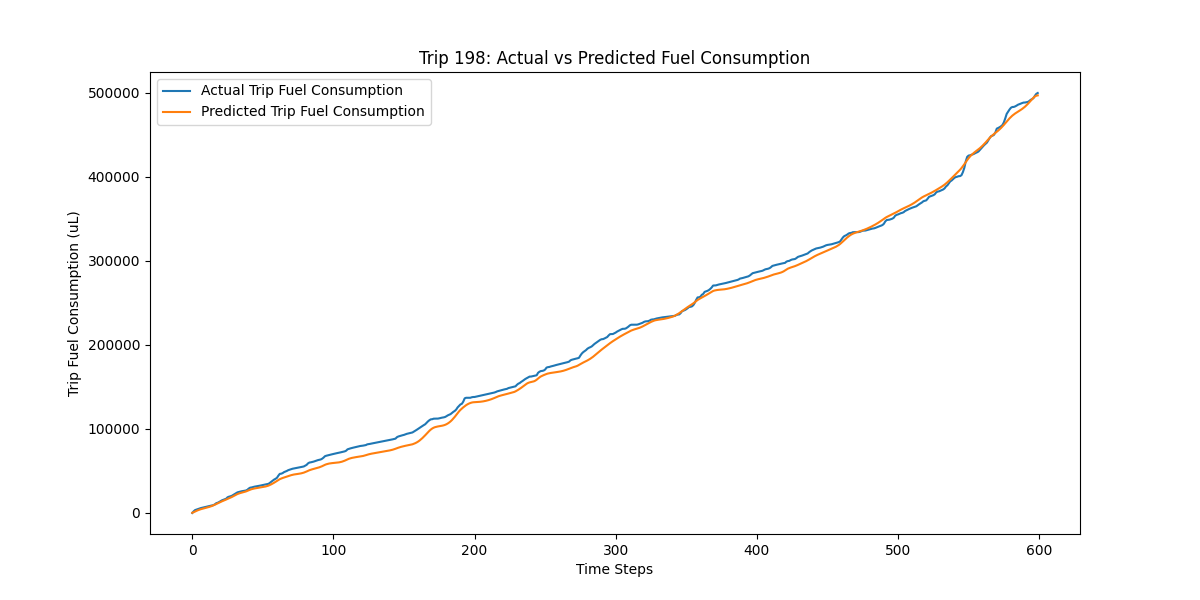 Trip 198: Actual vs Predicted Fuel Consumption
Actual Trip Fuel Consumption
Predicted Trip Fuel Consumption
Trip Fuel Consumption (uL)
500000
400000
300000
200000
100000
0
0 100 200 300 400 500 600
Time Steps